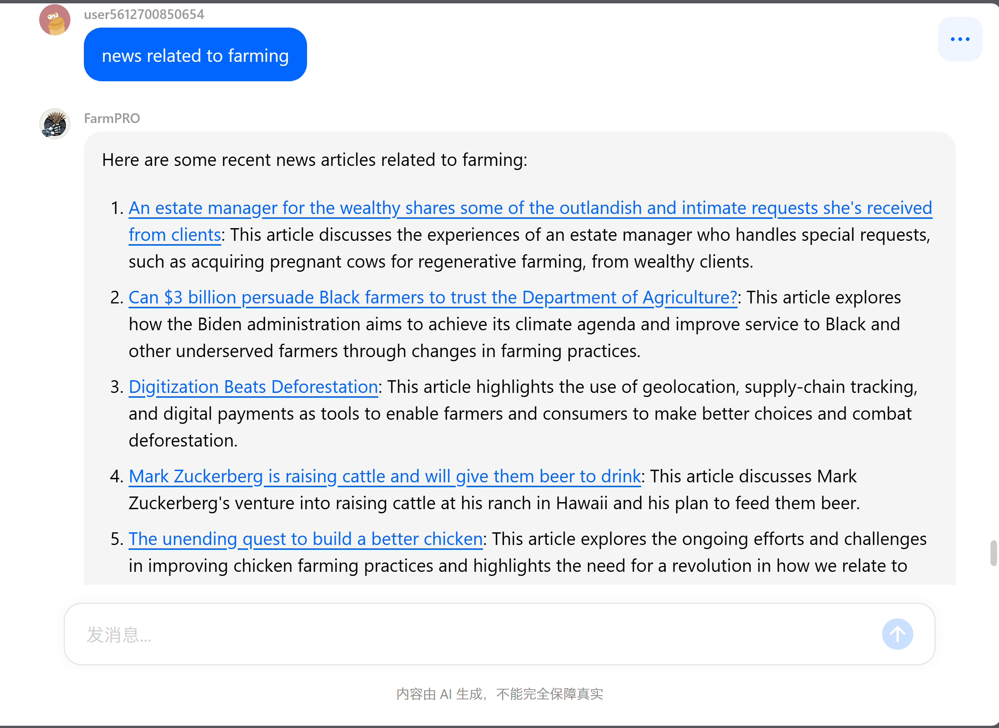 user5612700850654
news related to farming
FarmPRO
Here are some recent news articles related to farming:
1. An estate manager for the wealthy shares some of the outlandish and intimate requests she's received
from clients: This article discusses the experiences of an estate manager who handles special requests,
such as acquiring pregnant cows for regenerative farming, from wealthy clients.
2. Can $3 billion persuade Black farmers to trust the Department of Agriculture?: This article explores
how the Biden administration aims to achieve its climate agenda and improve service to Black and
other underserved farmers through changes in farming practices.
3. Digitization Beats Deforestation: This article highlights the use of geolocation, supply-chain tracking,
and digital payments as tools to enable farmers and consumers to make better choices and combat
deforestation.
4. Mark Zuckerberg is raising cattle and will give them beer to drink: This article discusses Mark
Zuckerberg's venture into raising cattle at his ranch in Hawaii and his plan to feed them beer.
5. The unending quest to build a better chicken: This article explores the ongoing efforts and challenges
in improving chicken farming practices and highlights the need for a revolution in how we relate to
发消息...
内容由 AI 生成，不能完全保障真实